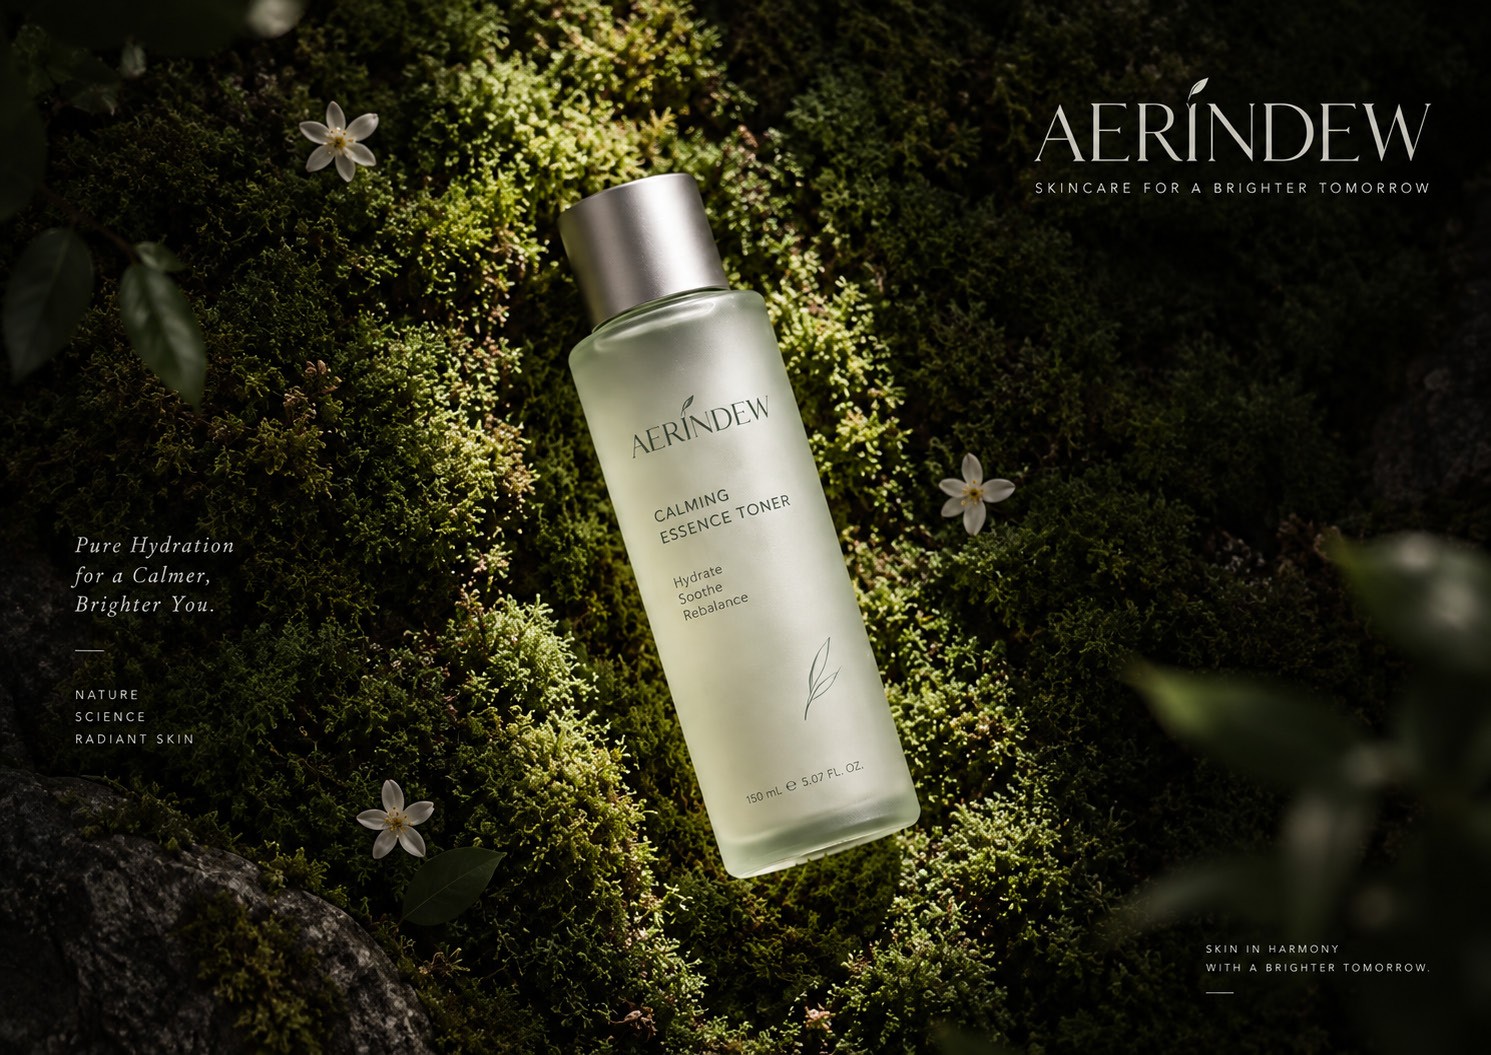 AERINDEW
SKINCARE FOR A BRIGHTER TOMORROW
AERINDEW
CALMING
ESSENCE TONER
Hydrate
Soothe
Rebalance
150 mL ℮ 5.07 FL. OZ.
Pure Hydration
for a Calmer,
Brighter You.
NATURE
SCIENCE
RADIANT SKIN
SKIN IN HARMONY
WITH A BRIGHTER TOMORROW.